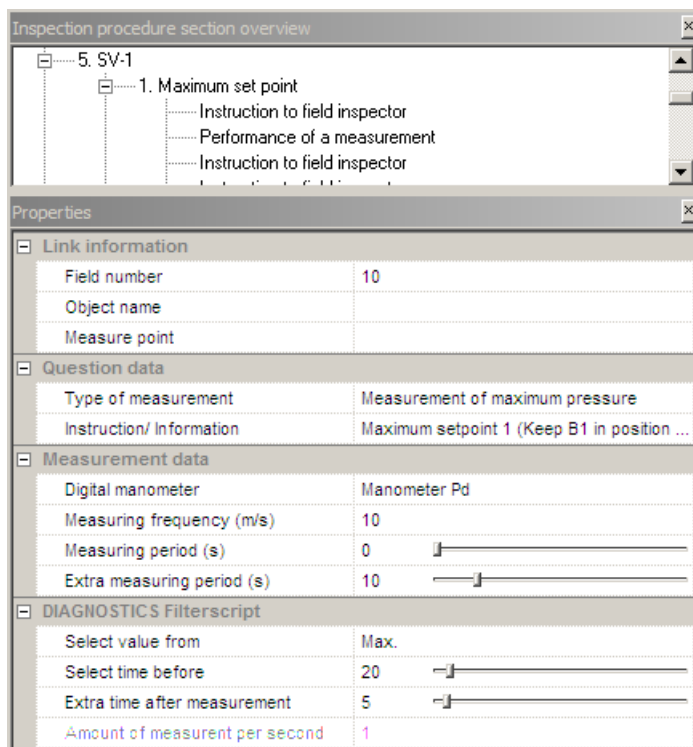 Inspection procedure section overview
5. SV-1
1. Maximum set point
Instruction to field inspector
Performance of a measurement
Instruction to field inspector
Properties
Link information
Field number 10
Object name
Measure point
Question data
Type of measurement Measurement of maximum pressure
Instruction/ Information Maximum setpoint 1 (Keep B1 in position ...
Measurement data
Digital manometer Manometer Pd
Measuring frequency (m/s) 10
Measuring period (s) 0
Extra measuring period (s) 10
DIAGNOSTICS Filterscript
Select value from Max.
Select time before 20
Extra time after measurement 5
Amount of measurent per second 1